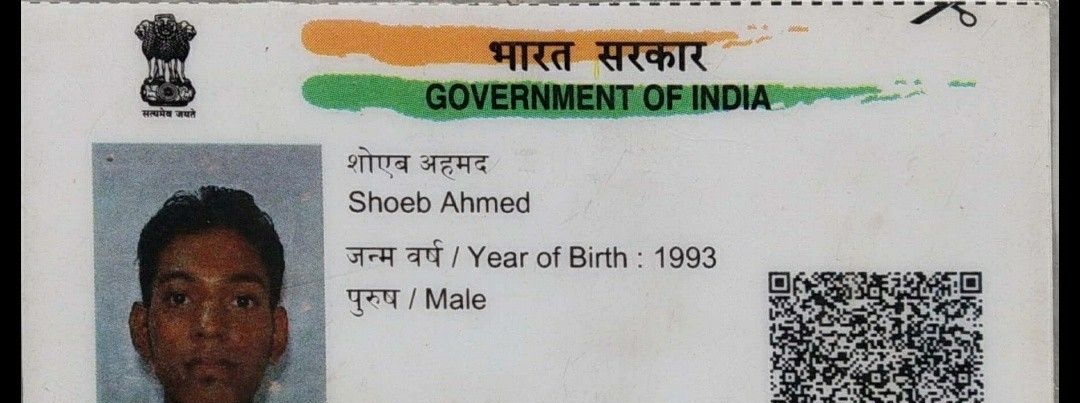 भारत सरकार
GOVERNMENT OF INDIA
सत्यमेव जयते
शोएब अहमद
Shoeb Ahmed
जन्म वर्ष / Year of Birth : 1993
पुरुष / Male